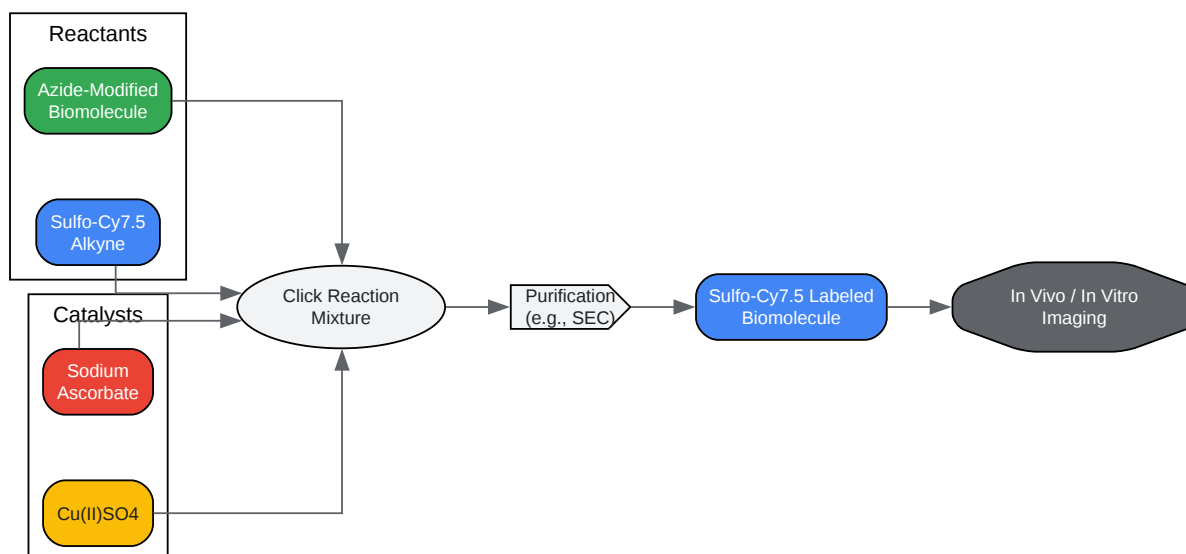 Reactants
Azide-Modified
Biomolecule
Sulfo-Cy7.5
Alkyne
Catalysts
Sodium
Ascorbate
Cu(II)SO4
Click Reaction
Mixture
Purification
(e.g., SEC)
Sulfo-Cy7.5 Labeled
Biomolecule
In Vivo / In Vitro
Imaging